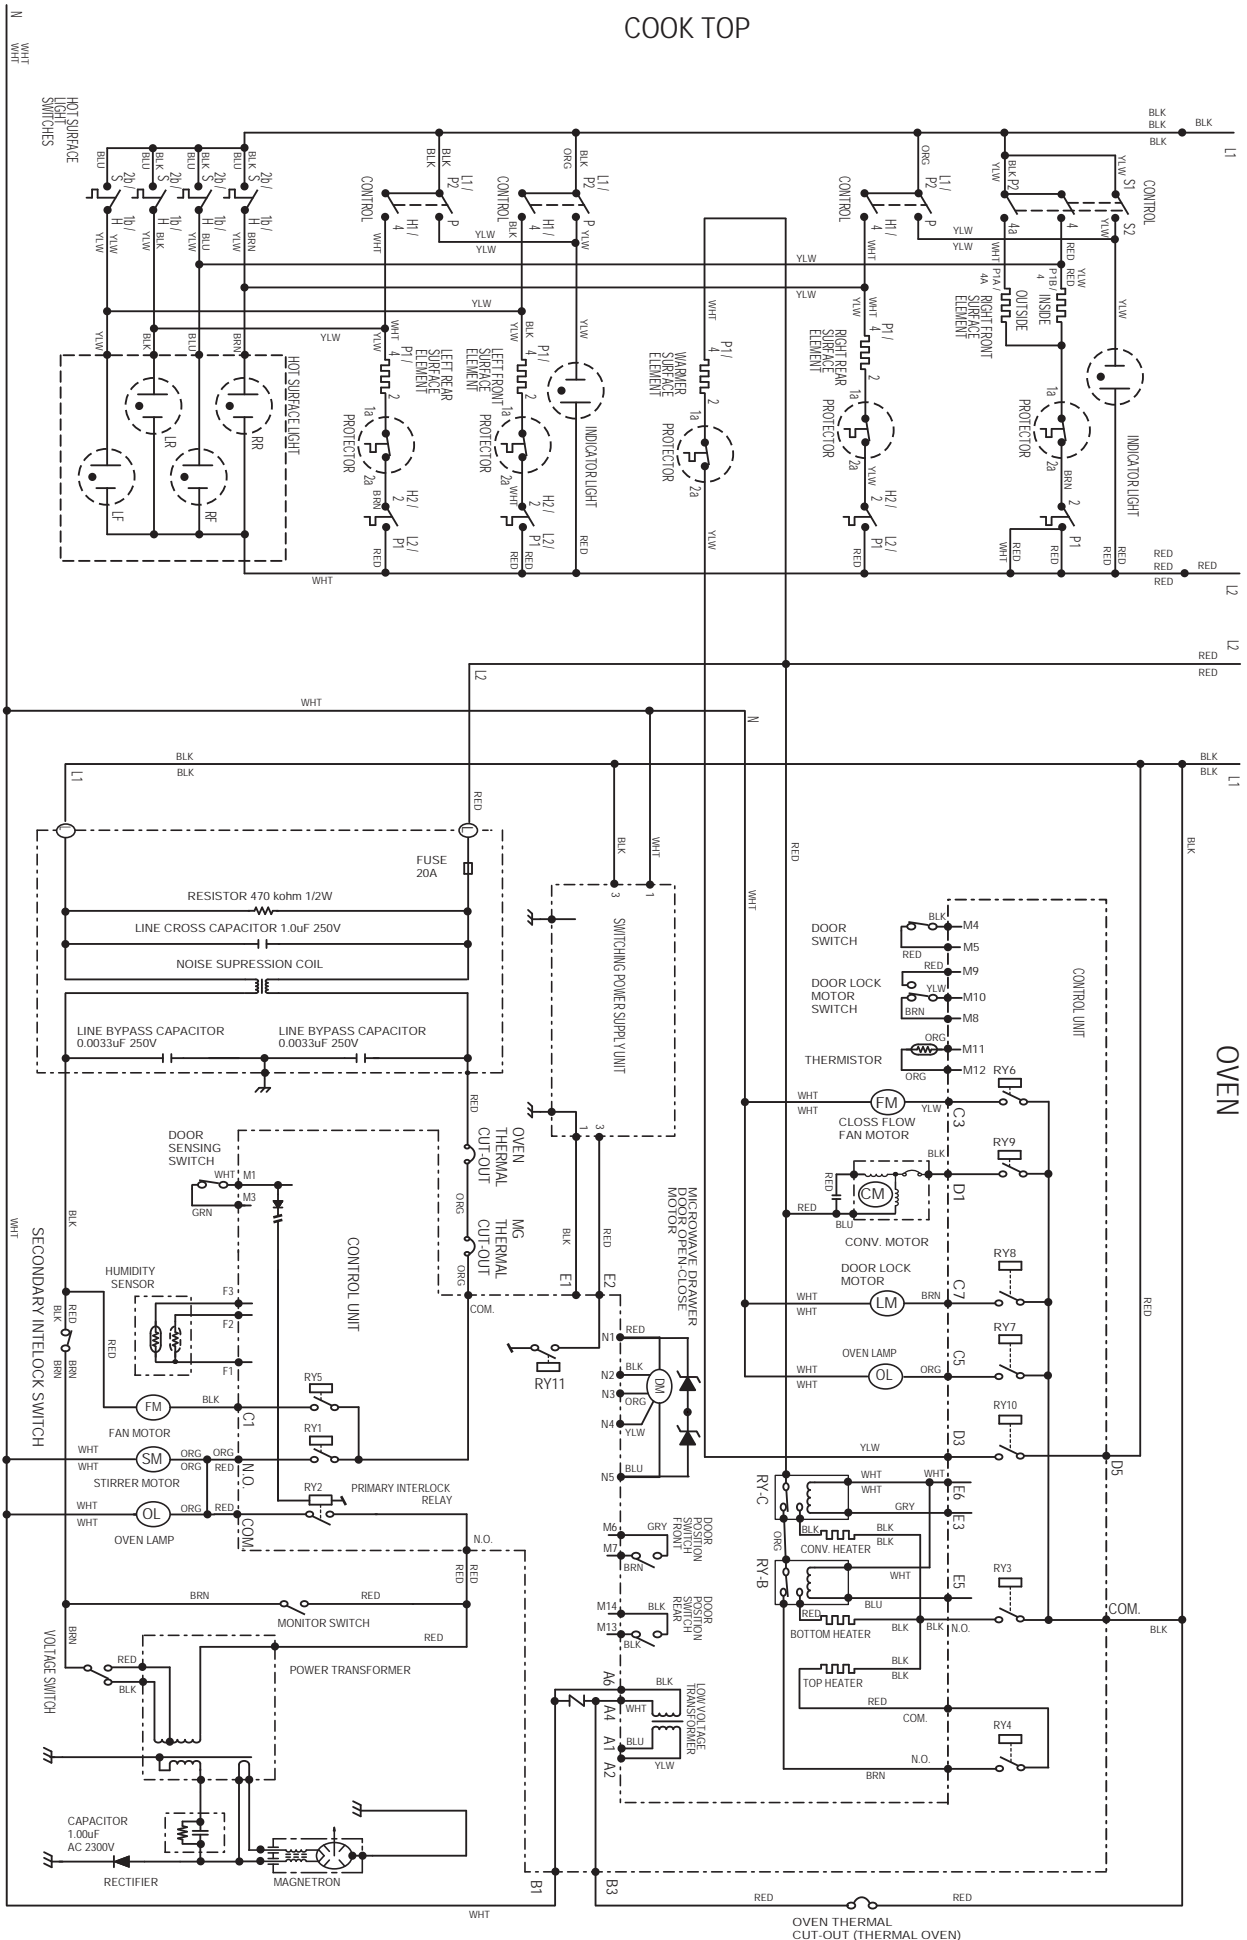 COOK TOP
N
WHT
WHT
HOT SURFACE
LIGHT
SWITCHES
BLK
BLK
BLK
BLK
L1
BLU
BLK
BLU
BLK
S
2b/
S
2b/
S
2b/
S
2b/
H
1b/
H
1b/
H
1b/
H
1b/
YLW
YLW
YLW
BLK
YLW
BLU
YLW
BRN
CONTROL
BLK
BLK
L1/
P2
H1/
4
P
WHT
CONTROL
ORG
BLK
L1/
P2
H1/
4
P
BLK
YLW
YLW
YLW
CONTROL
ORG
L1/
P2
H1/
4
P
WHT
YLW
YLW
YLW
BLK
P2
YLW
S1
CONTROL
4a
4
S2
WHT
RED
YLW
YLW
YLW
YLW
YLW
YLW
BLK
BLU
BRN
HOT SURFACE LIGHT
LR
RR
LF
RF
WHT
YLW
P1/
4
LEFT REAR
SURFACE
ELEMENT
2
1a
PROTECTOR
2a
BRN
H2/
2
L2/
P1
RED
BLK
YLW
P1/
4
LEFT FRONT
SURFACE
ELEMENT
2
1a
PROTECTOR
2a
WHT
H2/
2
L2/
P1
RED
RED
YLW
INDICATOR LIGHT
RED
WHT
P1/
4
WARMER
SURFACE
ELEMENT
2
1a
PROTECTOR
2a
YLW
WHT
YLW
P1/
4
RIGHT REAR
SURFACE
ELEMENT
2
1a
PROTECTOR
2a
YLW
H2/
2
L2/
P1
RED
P1A/
4A
OUTSIDE
RIGHT FRONT
SURFACE
ELEMENT
P1B/
4
RED
YLW
INSIDE
1a
PROTECTOR
2a
BRN
2
P1
RED
WHT
RED
YLW
INDICATOR LIGHT
RED
RED
RED
RED
RED
RED
L2
WHT
L2
RED
RED
L2
WHT
N
BLK
BLK
L1
BLK
BLK
L1
RED
BLK
WHT
RED
WHT
BLK
RED
OVEN
L
L
FUSE
20A
RESISTOR 470 kohm 1/2W
LINE CROSS CAPACITOR 1.0uF 250V
NOISE SUPRESSION COIL
LINE BYPASS CAPACITOR
0.0033uF 250V
LINE BYPASS CAPACITOR
0.0033uF 250V
3
1
SWITCHING POWER SUPPLY UNIT
1
3
DOOR
SWITCH
BLK
M4
M5
RED
DOOR LOCK
MOTOR
SWITCH
RED
M9
YLW
M10
BRN
M8
CONTROL UNIT
THERMISTOR
ORG
M11
ORG
M12
RY6
WHT
WHT
FM
YLW
C3
CLOSS FLOW
FAN MOTOR
RY9
BLK
D1
RED
CM
RED
BLU
CONV. MOTOR
RY8
DOOR LOCK
MOTOR
WHT
WHT
LM
BRN
C7
RY7
OVEN LAMP
WHT
WHT
OL
ORG
C5
RY10
YLW
D3
D5
RED
OVEN
THERMAL
CUT-OUT
ORG
MG
THERMAL
CUT-OUT
ORG
COM.
BLK
RED
E1
E2
DOOR
SENSING
SWITCH
WHT
M1
M3
GRN
CONTROL UNIT
WHT
BLK
SECONDARY INTELOCK SWITCH
HUMIDITY
SENSOR
F3
F2
F1
RED
BLK
BRN
BRN
RED
FM
BLK
C1
FAN MOTOR
RY5
RY1
WHT
WHT
SM
ORG
ORG
ORG
RED
N.O.
STIRRER MOTOR
RY2
PRIMARY INTERLOCK
RELAY
WHT
WHT
OL
ORG
RED
COM
OVEN LAMP
N.O.
RED
RED
MICROWAVE DRAWER
DOOR OPEN-CLOSE
MOTOR
RY11
N1
RED
N2
BLK
DM
N3
ORG
N4
YLW
N5
BLU
M6
GRY
M7
BRN
DOOR
POSITION
SWITCH
FRONT
M14
BLK
M13
BLK
DOOR
POSITION
SWITCH
REAR
A6
BLK
A4
WHT
A1
BLU
A2
YLW
LOW VOLTAGE
TRANSFORMER
RY-C
WHT
WHT
WHT
E6
GRY
E3
BLK
BLK
BLK
CONV. HEATER
ORG
RY-B
WHT
E5
BLU
RED
BLK
BLK
N.O.
BOTTOM HEATER
RY3
COM.
BLK
BLK
BLK
TOP HEATER
RED
COM.
RY4
N.O.
BRN
BRN
RED
MONITOR SWITCH
BRN
RED
VOLTAGE SWITCH
RED
BLK
POWER TRANSFORMER
CAPACITOR
1.00uF
AC 2300V
RECTIFIER
MAGNETRON
B1
B3
WHT
RED
RED
OVEN THERMAL
CUT-OUT (THERMAL OVEN)